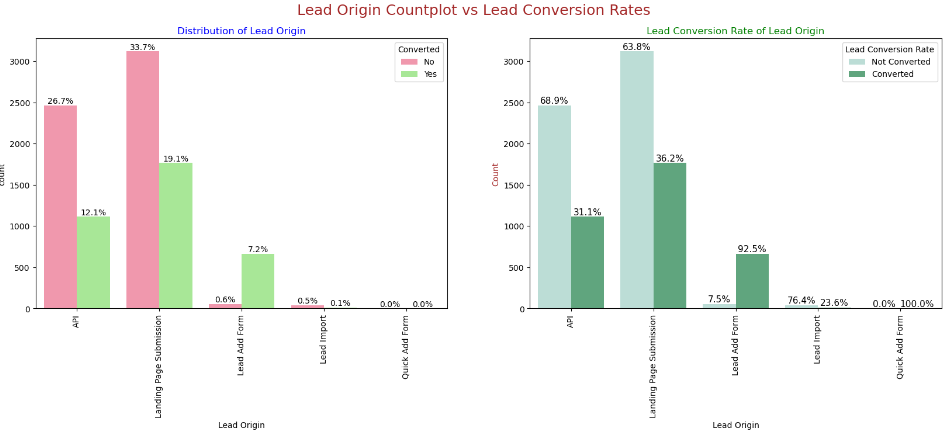 Lead Origin Countplot vs Lead Conversion Rates
Distribution of Lead Origin
Converted
No
Yes
3000
2500
2000
1500
1000
500
0
count
26.7%
12.1%
33.7%
19.1%
0.6%
7.2%
0.5%
0.1%
0.0%
0.0%
API
Landing Page Submission
Lead Add Form
Lead Import
Quick Add Form
Lead Origin
Lead Conversion Rate of Lead Origin
Lead Conversion Rate
Not Converted
Converted
3000
2500
2000
1500
1000
500
0
Count
68.9%
31.1%
63.8%
36.2%
7.5%
92.5%
76.4%
23.6%
0.0%
100.0%
API
Landing Page Submission
Lead Add Form
Lead Import
Quick Add Form
Lead Origin